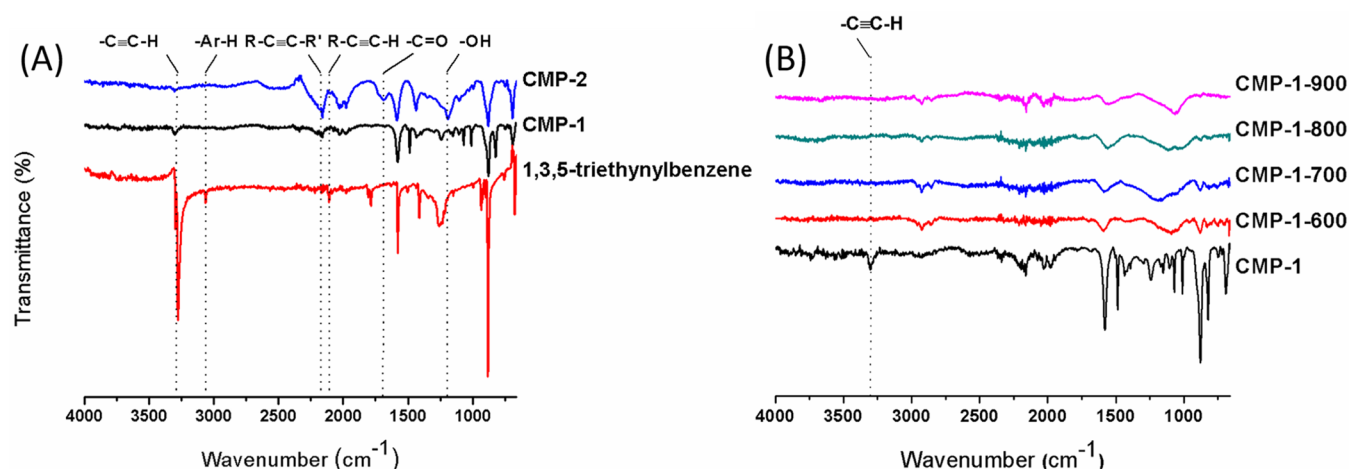 (A)
-C≡C-H -Ar-H R-C≡C-R' R-C≡C-H -C=O -OH
CMP-2
CMP-1
1,3,5-triethynylbenzene
Transmittance (%)
4000 3500 3000 2500 2000 1500 1000
Wavenumber (cm-1)
(B)
-C≡C-H
CMP-1-900
CMP-1-800
CMP-1-700
CMP-1-600
CMP-1
4000 3500 3000 2500 2000 1500 1000
Wavenumber (cm-1)